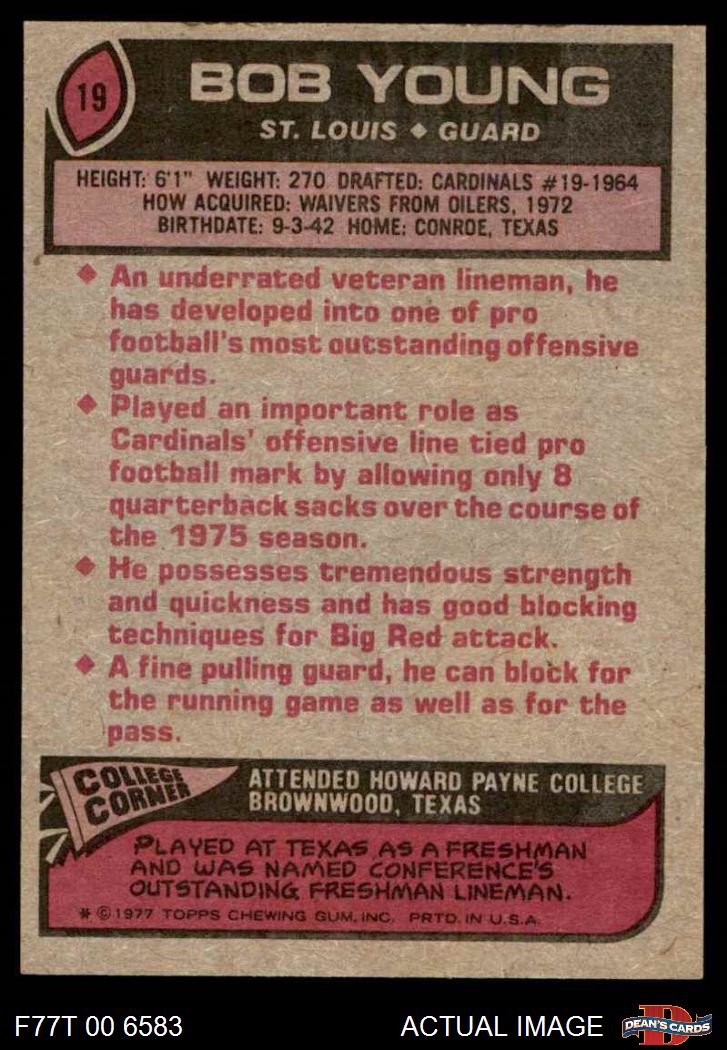 19
BOB YOUNG
ST. LOUIS ◆ GUARD
HEIGHT: 6'1" WEIGHT: 270 DRAFTED: CARDINALS #19-1964
HOW ACQUIRED: WAIVERS FROM OILERS, 1972
BIRTHDATE: 9-3-42 HOME: CONROE, TEXAS
◆ An underrated veteran lineman, he
has developed into one of pro
football's most outstanding offensive
guards.
◆ Played an important role as
Cardinals' offensive line tied pro
football mark by allowing only 8
quarterback sacks over the course of
the 1975 season.
◆ He possesses tremendous strength
and quickness and has good blocking
techniques for Big Red attack.
◆ A fine pulling guard, he can block for
the running game as well as for the
pass.
COLLEGE
CORNER
ATTENDED HOWARD PAYNE COLLEGE
BROWNWOOD, TEXAS
PLAYED AT TEXAS AS A FRESHMAN
AND WAS NAMED CONFERENCE'S
OUTSTANDING FRESHMAN LINEMAN.
* © 1977 TOPPS CHEWING GUM, INC. PRTD. IN U.S.A.
F77T 00 6583
ACTUAL IMAGE
D
DEAN'S CARDS